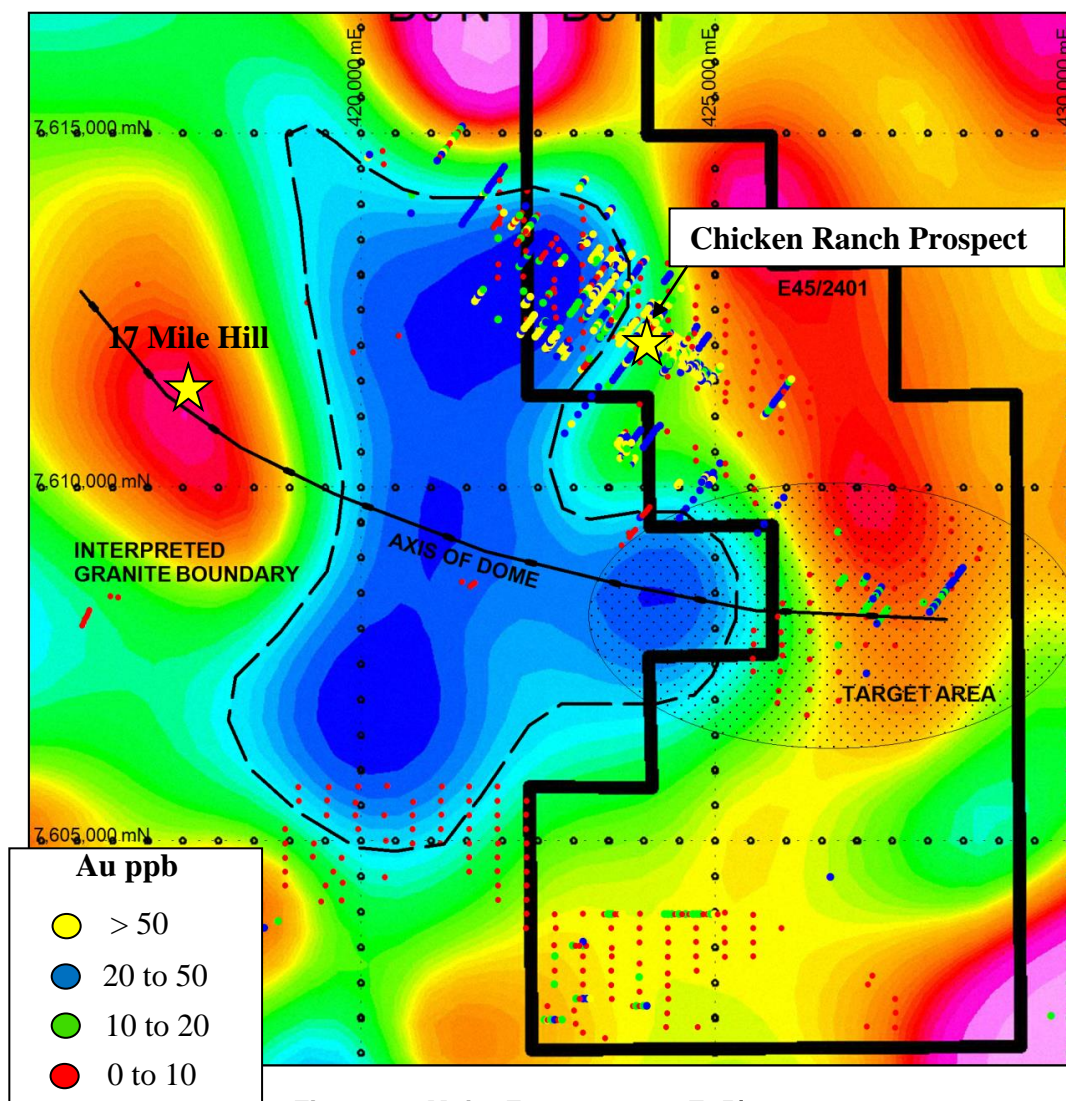 420,000 mE
425,000 mE
430,000 mE
7,615,000 mN
Chicken Ranch Prospect
E45/2401
17 Mile Hill
7,610,000 mN
AXIS OF DOME
INTERPRETED
GRANITE BOUNDARY
TARGET AREA
7,605,000 mN
Au ppb
> 50
20 to 50
10 to 20
0 to 10